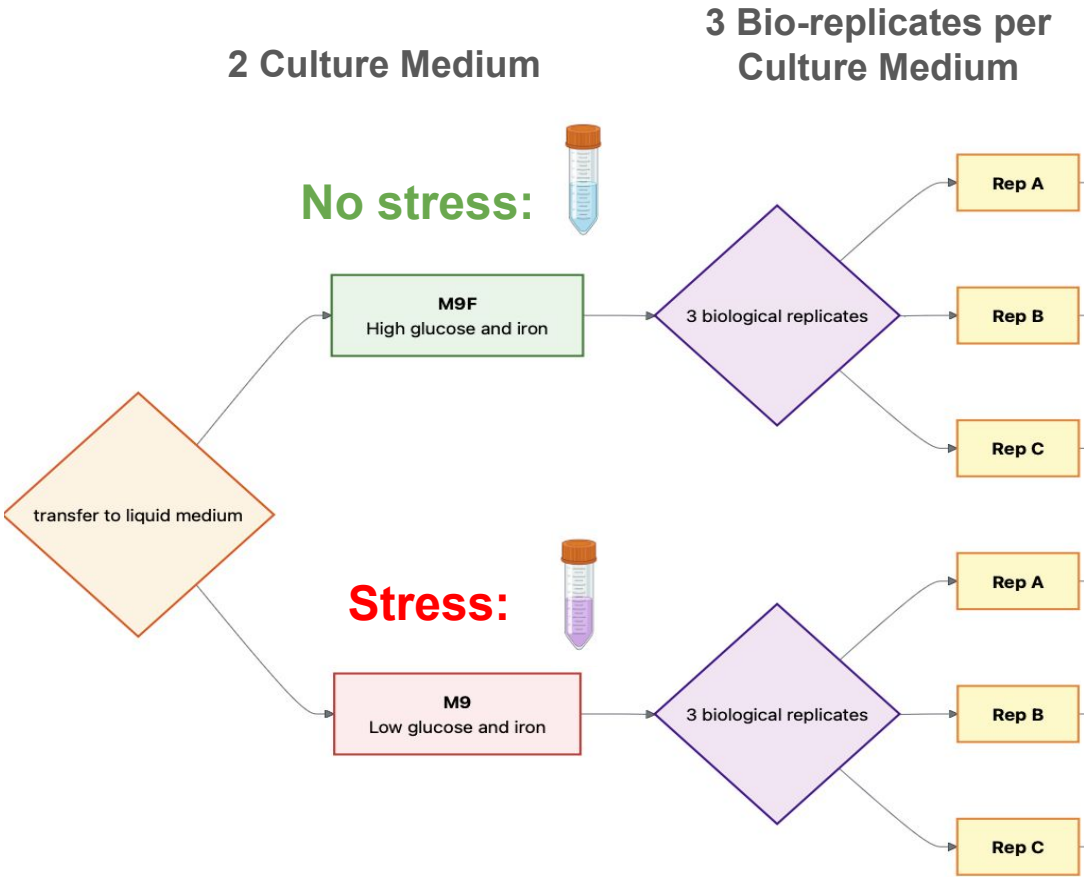 2 Culture Medium
3 Bio-replicates per
Culture Medium
No stress:
M9F
High glucose and iron
3 biological replicates
Rep A
Rep B
Rep C
transfer to liquid medium
Stress:
M9
Low glucose and iron
3 biological replicates
Rep A
Rep B
Rep C